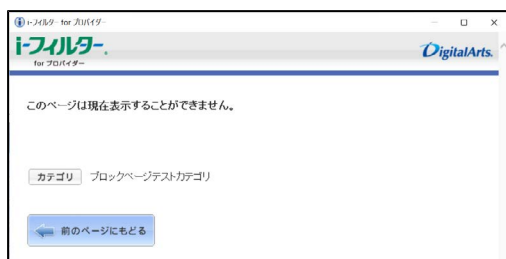 i-フィルター for プロバイダー
i-フィルター.
for プロバイダー
DigitalArts.
このページは現在表示することができません。
カテゴリ ブロックページテストカテゴリ
前のページにもどる